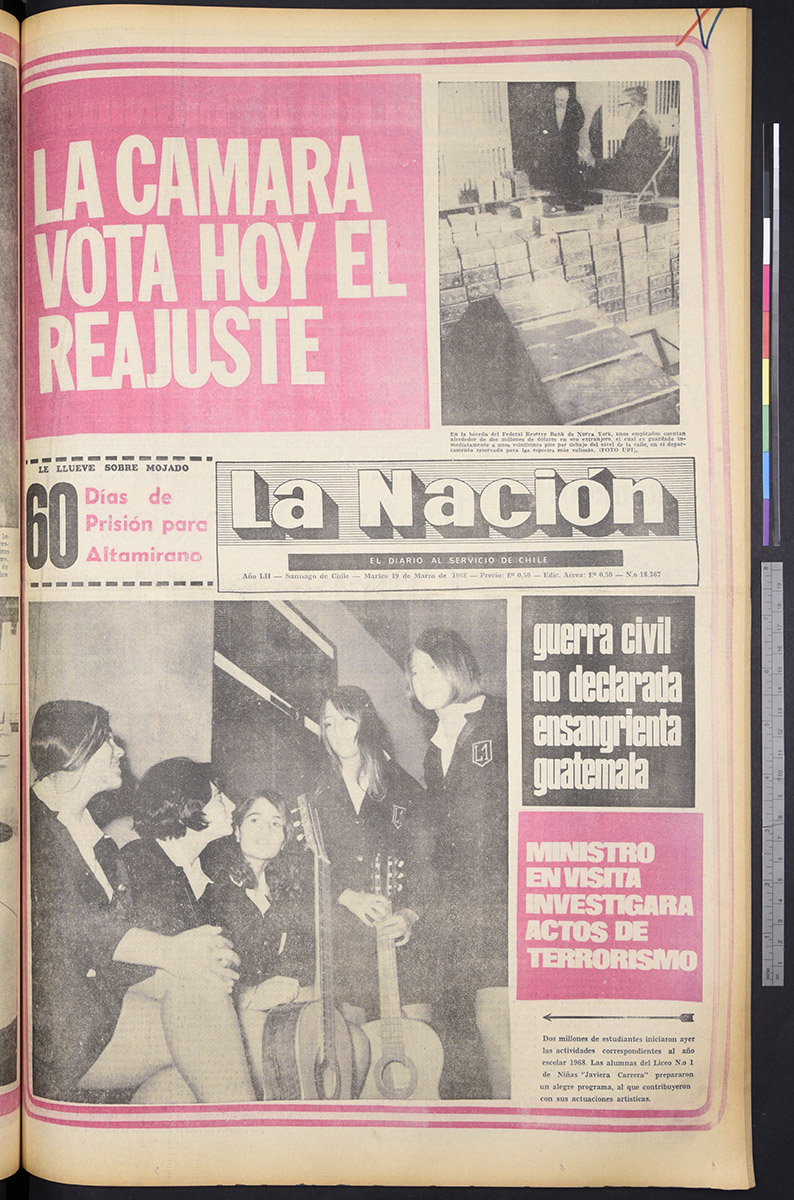 LA CAMARA
VOTA HOY EL
REAJUSTE
En la bóveda del Federal Reserve Bank de Nueva York, unos empleados cuentan
alrededor de dos millones de dólares en oro extranjero, el cual es guardado in-
mediatamente a unos veinticinco pies por debajo del nivel de la calle, en el depar-
tamento reservado para las especies más valiosas. (FOTO UPI).
LE LLUEVE SOBRE MOJADO
60
Días de
Prisión para
Altamirano
La Nación
EL DIARIO AL SERVICIO DE CHILE
Año LII — Santiago de Chile — Martes 19 de Marzo de 1968 — Precio: Eº 0,50 — Edic. Aérea: Eº 0,50 — N.o 18.367
L1
guerra civil
no declarada
ensangrienta
guatemala
MINISTRO
EN VISITA
INVESTIGARA
ACTOS DE
TERRORISMO
Dos millones de estudiantes iniciaron ayer
las actividades correspondientes al año
escolar 1968. Las alumnas del Liceo N.o 1
de Niñas "Javiera Carrera" prepararon
un alegre programa, al que contribuyeron
con sus actuaciones artísticas.